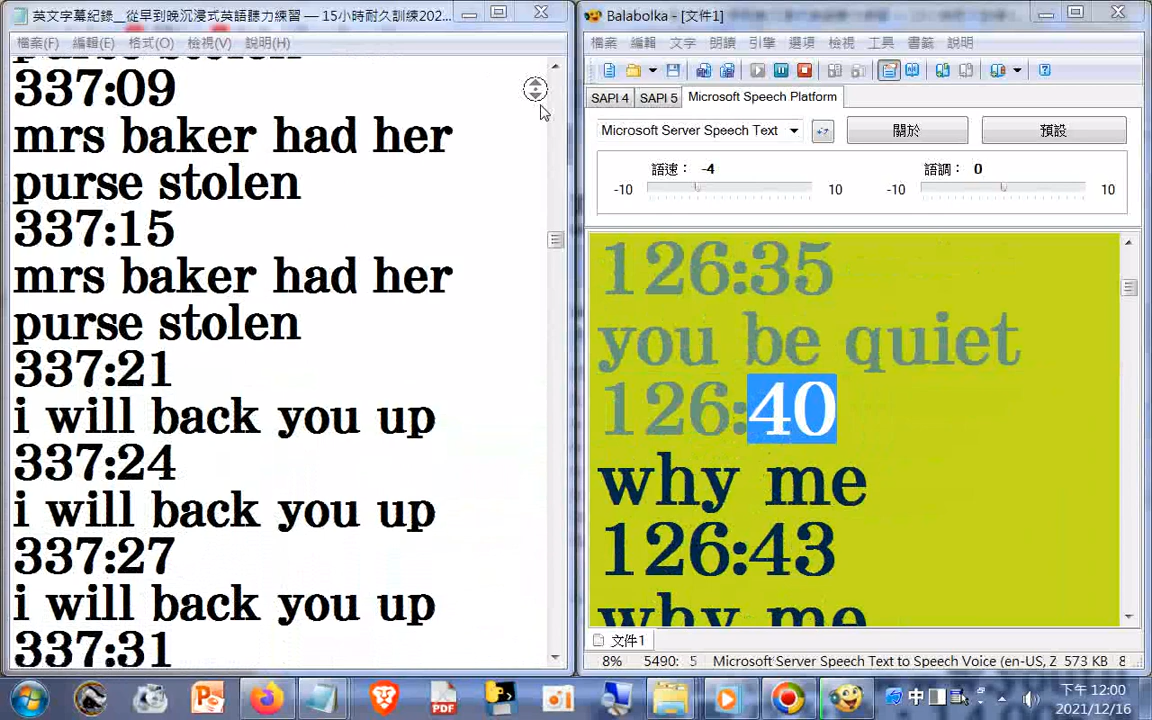 英文字幕紀錄__從早到晚沉浸式英語聽力練習 — 15小時耐久訓練202...
檔案(F) 編輯(E) 格式(O) 檢視(V) 說明(H)
purse stolen
337:09
mrs baker had her
purse stolen
337:15
mrs baker had her
purse stolen
337:21
i will back you up
337:24
i will back you up
337:27
i will back you up
337:31
Balabolka - [文件1]
檔案 編輯 文字 朗讀 引擎 選項 檢視 工具 書籤 說明
SAPI 4 SAPI 5 Microsoft Speech Platform
Microsoft Server Speech Text 關於 預設
語速： -4 語調： 0
-10 10 -10 10
126:35
you be quiet
126:40
why me
126:43
why me
文件1
8% 5490: 5 Microsoft Server Speech Text to Speech Voice (en-US, Z 573 KB 8
PDF
中
下午 12:00
2021/12/16